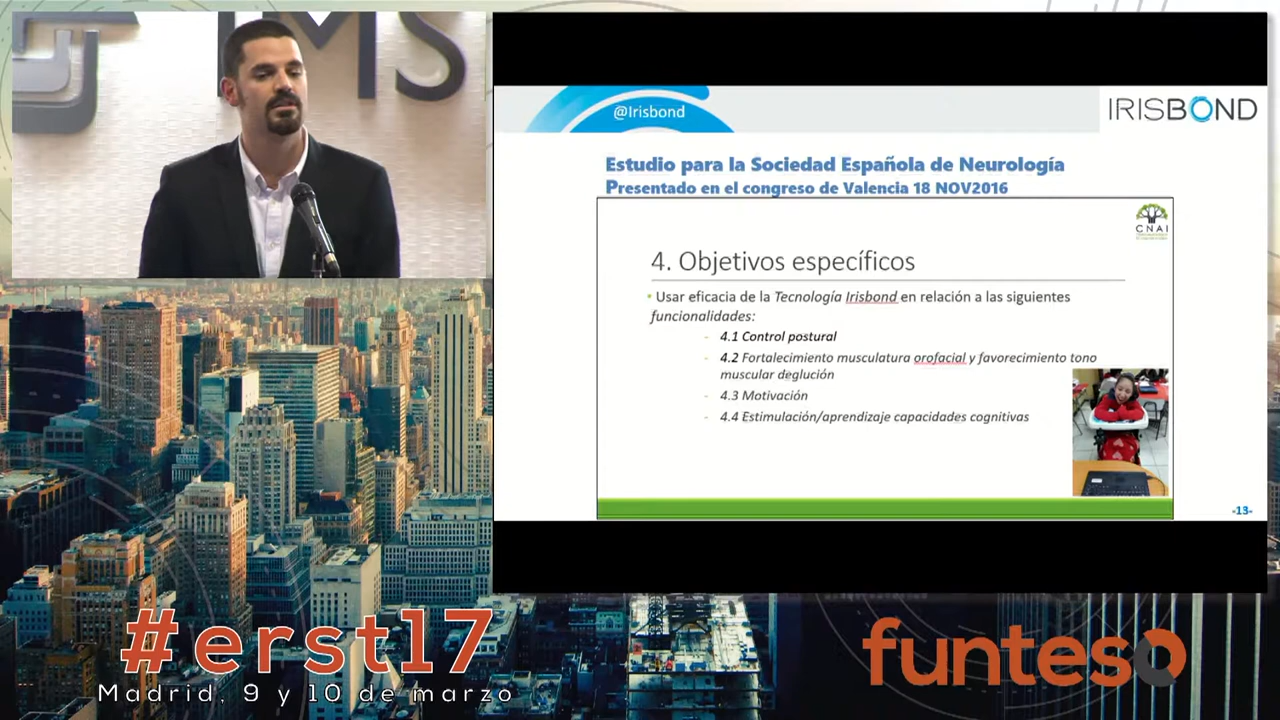 IMS
@Irisbond
IRISBOND
Estudio para la Sociedad Española de Neurología
Presentado en el congreso de Valencia 18 NOV2016
CNAI
4. Objetivos específicos
Usar eficacia de la Tecnología Irisbond en relación a las siguientes
funcionalidades:
- 4.1 Control postural
- 4.2 Fortalecimiento musculatura orofacial y favorecimiento tono
muscular deglución
- 4.3 Motivación
- 4.4 Estimulación/aprendizaje capacidades cognitivas
-13-
#erst17
Madrid, 9 y 10 de marzo
funteso